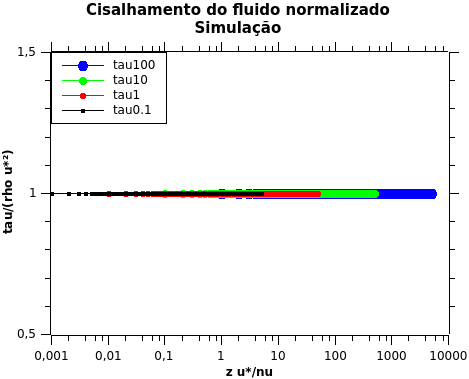 Cisalhamento do fluido normalizado
Simulação
1,5
tau100
tau10
tau1
tau0.1
tau/(rho u*²)
1
0,5
0,001 0,01 0,1 1 10 100 1000 10000
z u*/nu